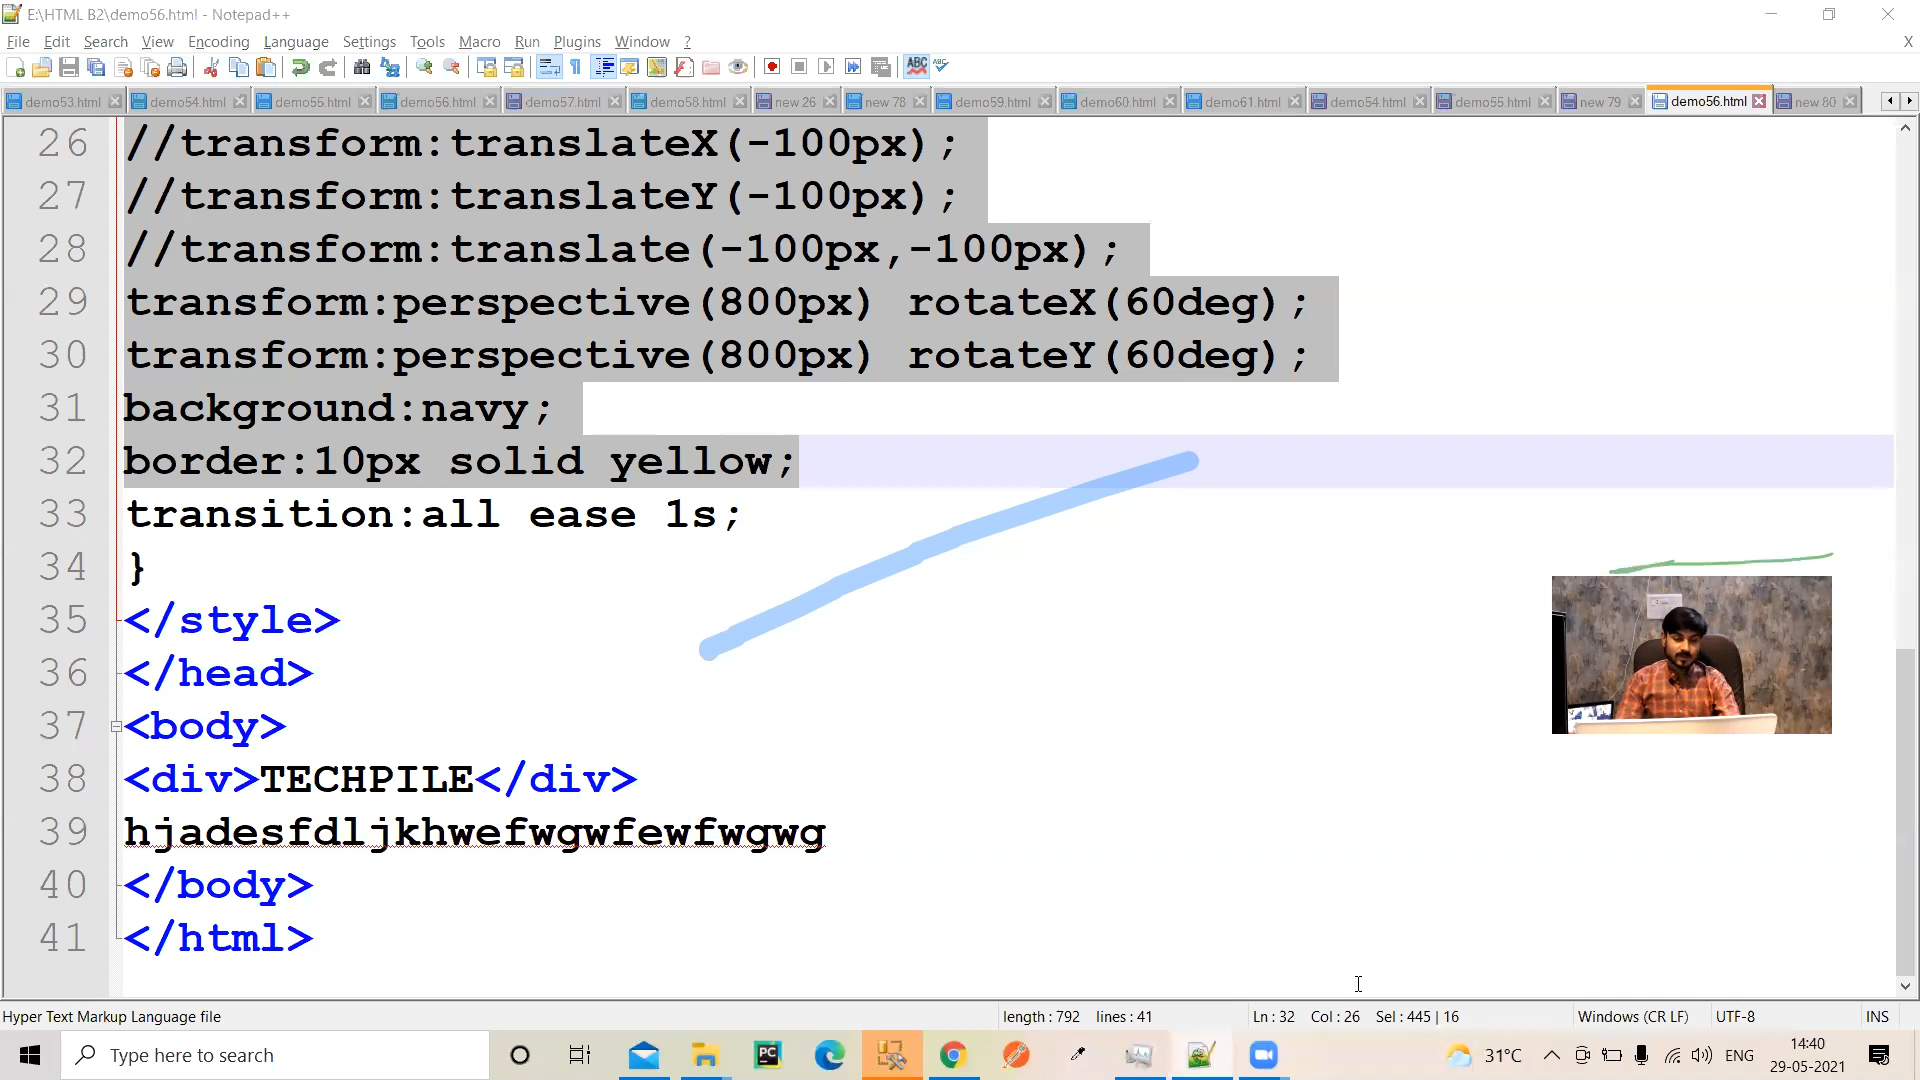 E:\HTML B2\demo56.html - Notepad++
File Edit Search View Encoding Language Settings Tools Macro Run Plugins Window ? X
demo53.html demo54.html demo55.html demo56.html demo57.html demo58.html new 26 new 78 demo59.html demo60.html demo61.html demo54.html demo55.html new 79 demo56.html new 80
26 //transform:translateX(-100px);
27 //transform:translateY(-100px);
28 //transform:translate(-100px,-100px);
29 transform:perspective(800px) rotateX(60deg);
30 transform:perspective(800px) rotateY(60deg);
31 background:navy;
32 border:10px solid yellow;
33 transition:all ease 1s;
34 }
35 </style>
36 </head>
37 <body>
38 <div>TECHPILE</div>
39 hjadesfdljkhwefwgwfewfwgwg
40 </body>
41 </html>
Hyper Text Markup Language file length : 792 lines : 41 Ln : 32 Col : 26 Sel : 445 | 16 Windows (CR LF) UTF-8 INS
Type here to search 31°C ENG 14:40
29-05-2021